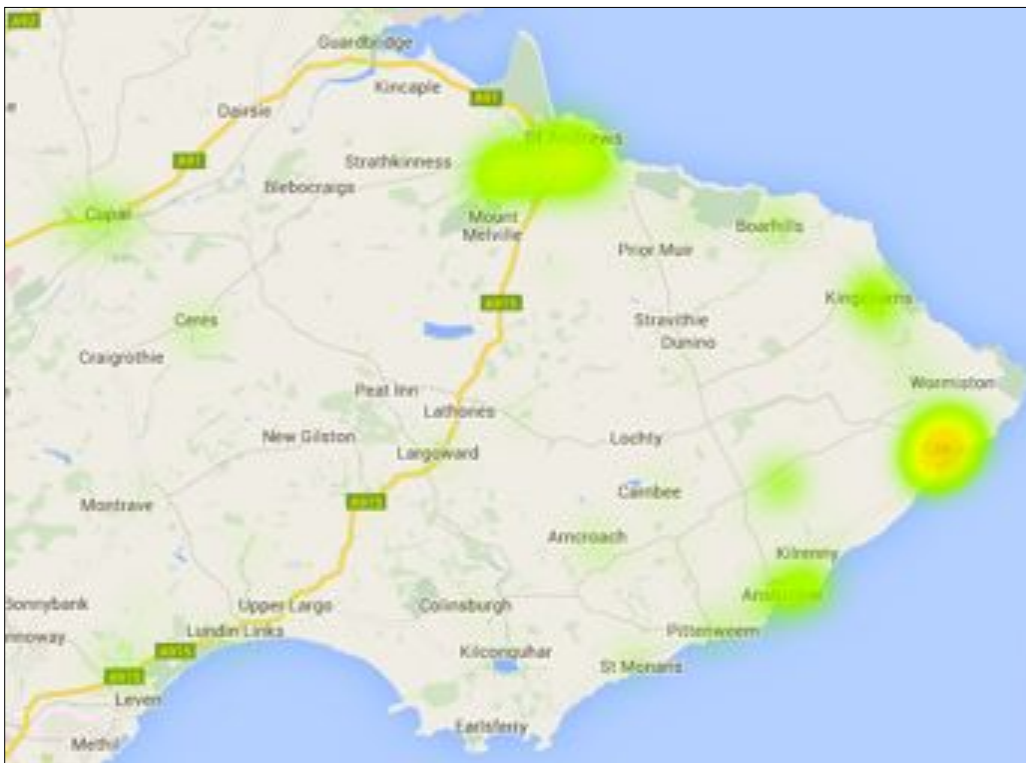 A92
Guardbridge
Kincaple
A91
Dairsie
St Andrews
A91
Strathkinness
Blebocraigs
Cupar
Mount
Melville
Boarhills
Prior Muir
A915
Kingsbarns
Ceres
Stravithie
Dunino
Craigrothie
Wormiston
Peat Inn
Lathones
New Gilston
Lochty
Largoward
Carnbee
Montrave
A915
Arncroach
Kilrenny
Anstruther
Bonnybank
Upper Largo
Colinsburgh
Lundin Links
Pittenweem
A915
Kilconquhar
St Monans
A915
Leven
Earlsferry
Methil